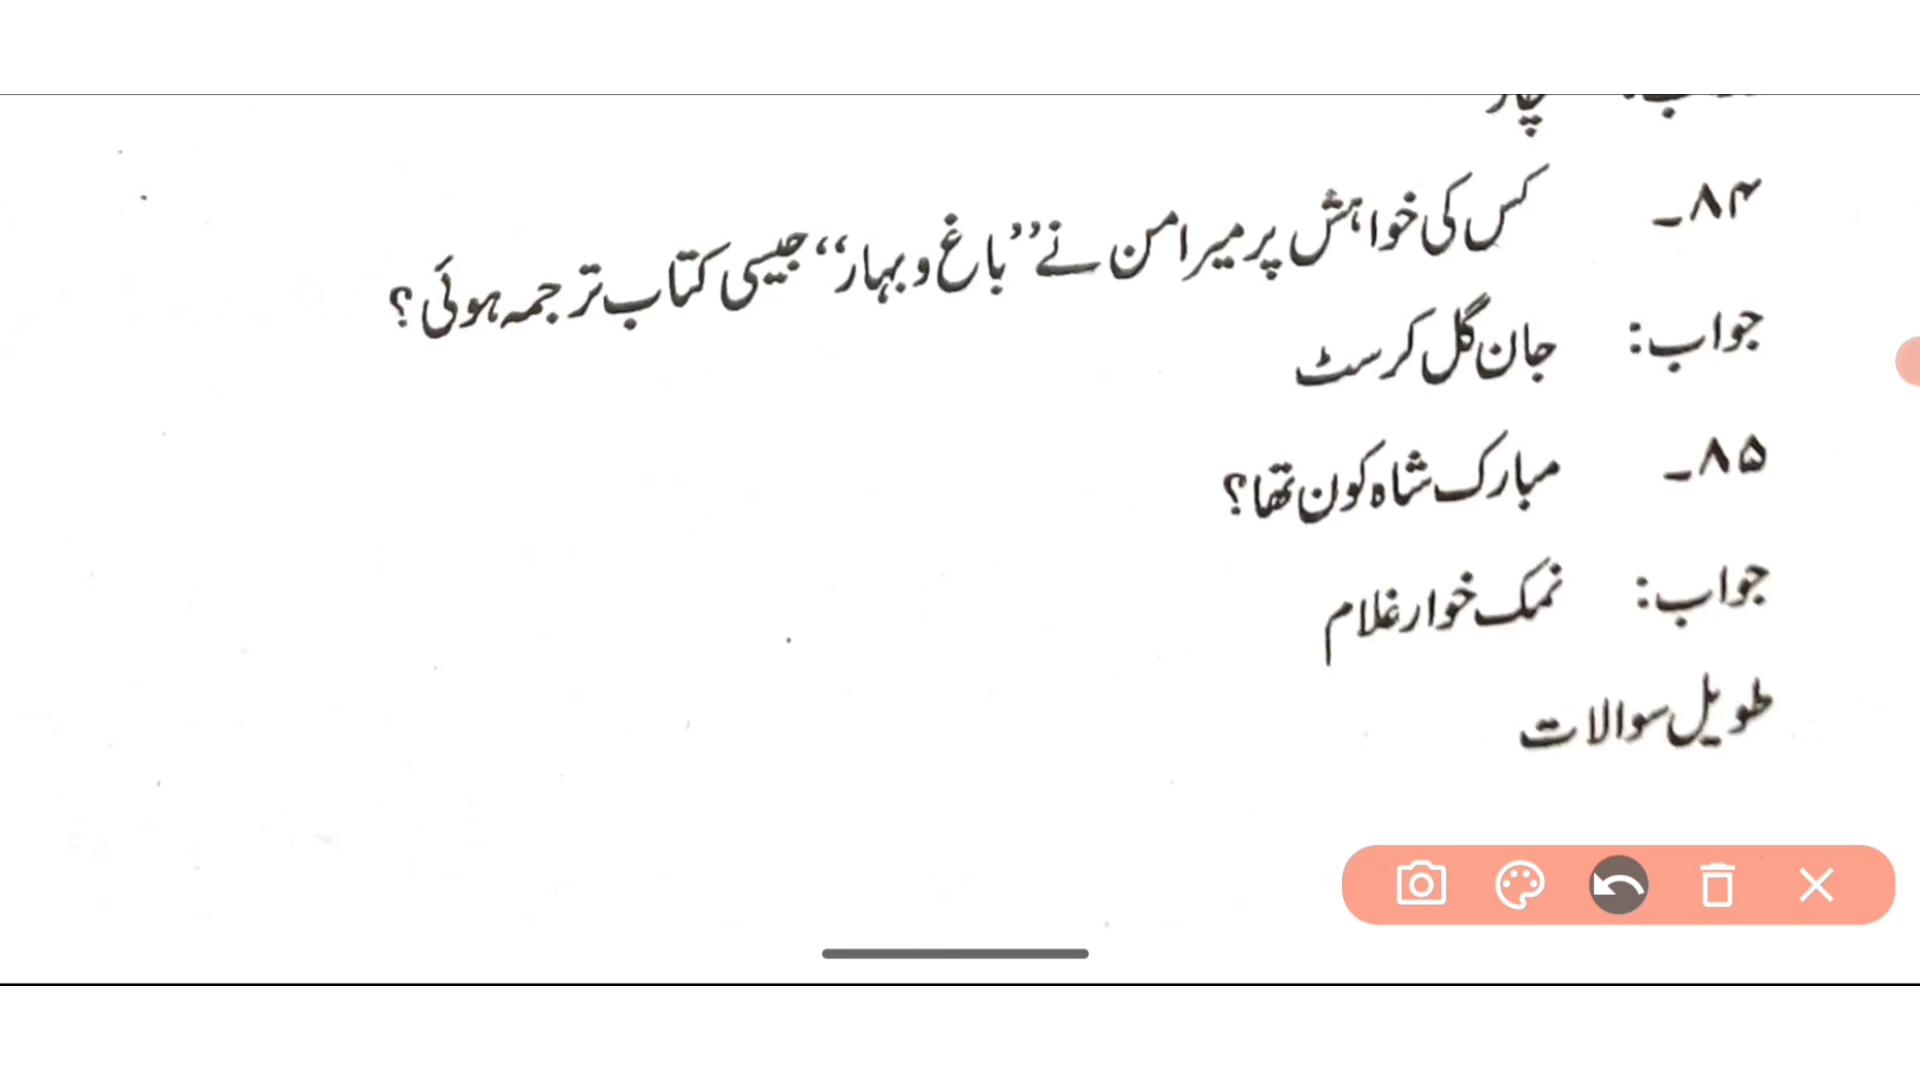 ۸۴۔ کس کی خواہش پر میر امن نے ”باغ و بہار“ جیسی کتاب ترجمہ ہوئی؟
جواب: جان گل کرسٹ
۸۵۔ مبارک شاہ کون تھا؟
جواب: نمک خوار غلام
طویل سوالات